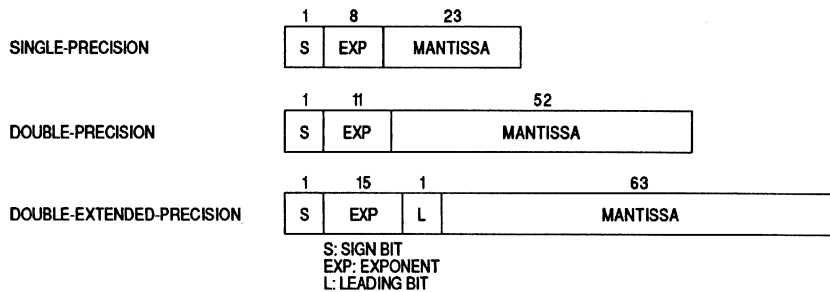 1 8 23
SINGLE-PRECISION S EXP MANTISSA
1 11 52
DOUBLE-PRECISION S EXP MANTISSA
1 15 1 63
DOUBLE-EXTENDED-PRECISION S EXP L MANTISSA
S: SIGN BIT
EXP: EXPONENT
L: LEADING BIT